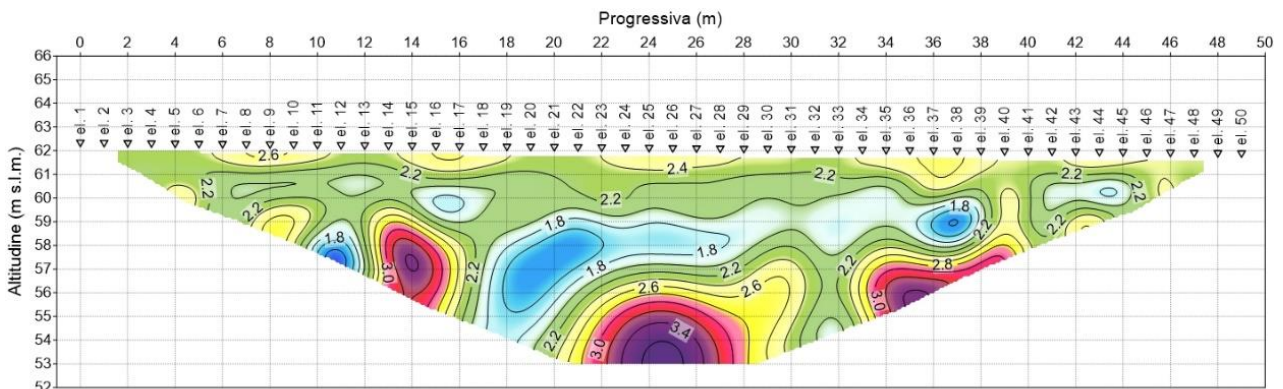 Progressiva (m)
0 2 4 6 8 10 12 14 16 18 20 22 24 26 28 30 32 34 36 38 40 42 44 46 48 50
Altitudine (m s.l.m.)
66
65
64
63
62
61
60
59
58
57
56
55
54
53
52
el. 1
el. 2
el. 3
el. 4
el. 5
el. 6
el. 7
el. 8
el. 9
el. 10
el. 11
el. 12
el. 13
el. 14
el. 15
el. 16
el. 17
el. 18
el. 19
el. 20
el. 21
el. 22
el. 23
el. 24
el. 25
el. 26
el. 27
el. 28
el. 29
el. 30
el. 31
el. 32
el. 33
el. 34
el. 35
el. 36
el. 37
el. 38
el. 39
el. 40
el. 41
el. 42
el. 43
el. 44
el. 45
el. 46
el. 47
el. 48
el. 49
el. 50
2.6
2.4
2.2
2.2
2.2
2.2
2.2
1.8
2.2
1.8
2.2
2.2
1.8
1.8
2.8
2.2
2.2
2.2
1.8
3.0
2.6
2.6
3.0
2.2
3.4
2.2
3.0